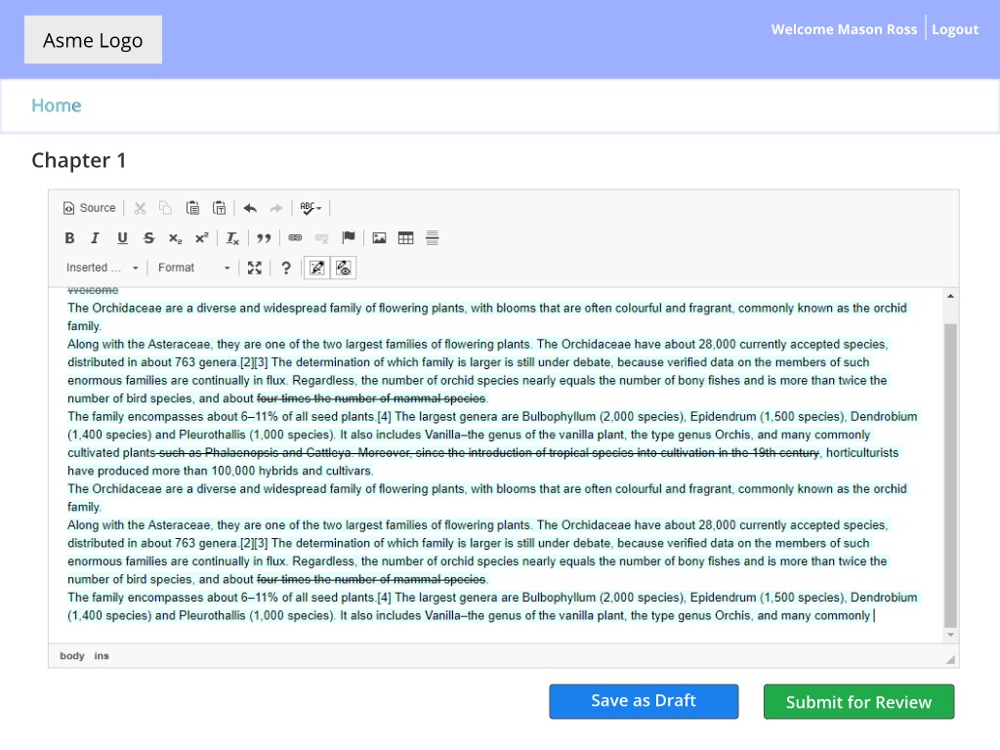 Asme Logo
Welcome Mason Ross
Logout
Home
Chapter 1
Source
ABC
B I U S x₂ x² Tx ”
Inserted ...
Format
?
Welcome
The Orchidaceae are a diverse and widespread family of flowering plants, with blooms that are often colourful and fragrant, commonly known as the orchid
family.
Along with the Asteraceae, they are one of the two largest families of flowering plants. The Orchidaceae have about 28,000 currently accepted species,
distributed in about 763 genera.[2][3] The determination of which family is larger is still under debate, because verified data on the members of such
enormous families are continually in flux. Regardless, the number of orchid species nearly equals the number of bony fishes and is more than twice the
number of bird species, and about four times the number of mammal species.
The family encompasses about 6–11% of all seed plants.[4] The largest genera are Bulbophyllum (2,000 species), Epidendrum (1,500 species), Dendrobium
(1,400 species) and Pleurothallis (1,000 species). It also includes Vanilla–the genus of the vanilla plant, the type genus Orchis, and many commonly
cultivated plants such as Phalaenopsis and Cattleya. Moreover, since the introduction of tropical species into cultivation in the 19th century, horticulturists
have produced more than 100,000 hybrids and cultivars.
The Orchidaceae are a diverse and widespread family of flowering plants, with blooms that are often colourful and fragrant, commonly known as the orchid
family.
Along with the Asteraceae, they are one of the two largest families of flowering plants. The Orchidaceae have about 28,000 currently accepted species,
distributed in about 763 genera.[2][3] The determination of which family is larger is still under debate, because verified data on the members of such
enormous families are continually in flux. Regardless, the number of orchid species nearly equals the number of bony fishes and is more than twice the
number of bird species, and about four times the number of mammal species.
The family encompasses about 6–11% of all seed plants.[4] The largest genera are Bulbophyllum (2,000 species), Epidendrum (1,500 species), Dendrobium
(1,400 species) and Pleurothallis (1,000 species). It also includes Vanilla–the genus of the vanilla plant, the type genus Orchis, and many commonly
body ins
Save as Draft
Submit for Review